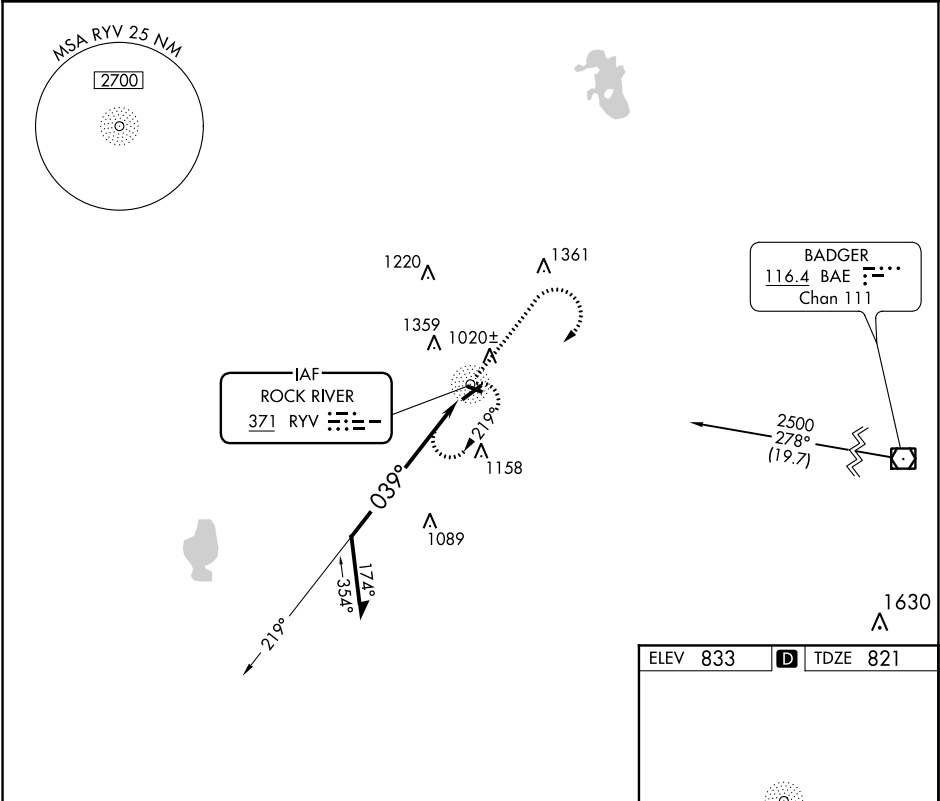 MSA RYV 25 NM
2700
1220
1361
1359
1020±
BADGER
116.4 BAE
Chan 111
IAF
ROCK RIVER
371 RYV
219°
1158
2500
278°
(19.7)
039°
1089
174°
354°
219°
1630
ELEV 833 D TDZE 821